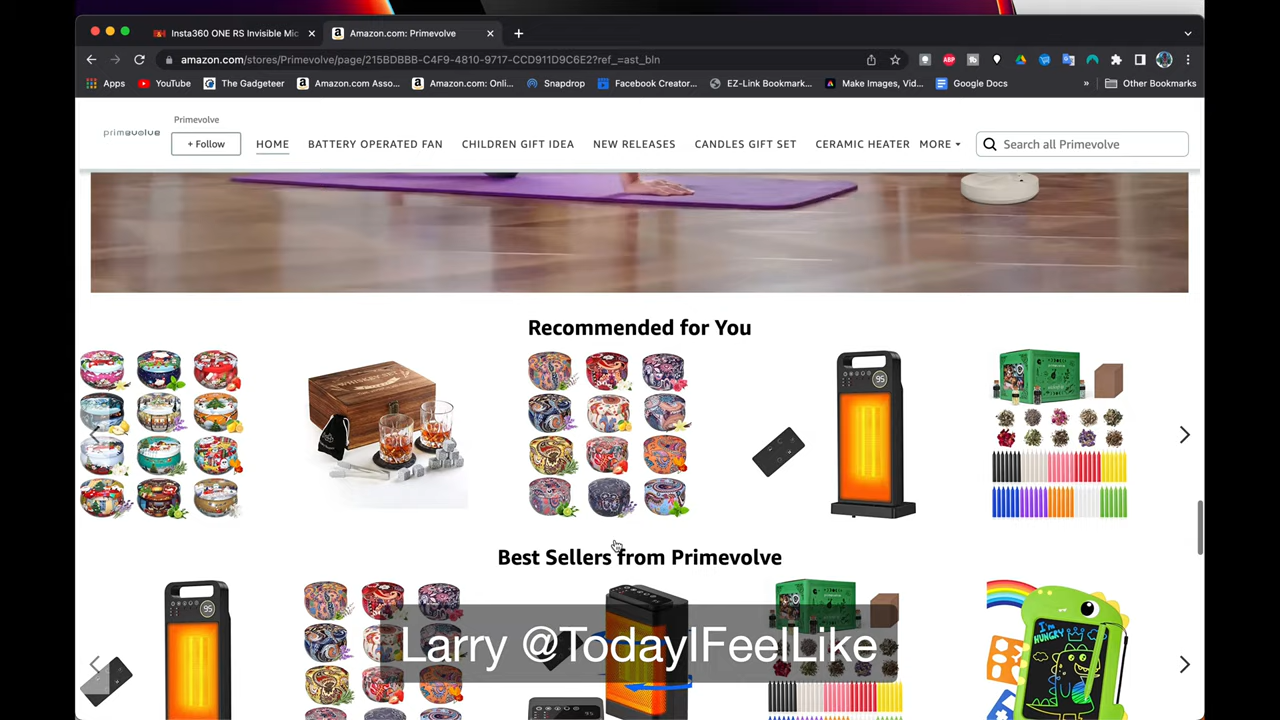 Insta360 ONE RS Invisible Mic
Amazon.com: Primevolve
amazon.com/stores/Primevolve/page/215BDBBB-C4F9-4810-9717-CCD911D9C6E2?ref_=ast_bln
Apps
YouTube
The Gadgeteer
Amazon.com Asso...
Amazon.com: Onli...
Snapdrop
Facebook Creator...
EZ-Link Bookmark...
Make Images, Vid...
Google Docs
»
Other Bookmarks
primevolve
Primevolve
+ Follow
HOME
BATTERY OPERATED FAN
CHILDREN GIFT IDEA
NEW RELEASES
CANDLES GIFT SET
CERAMIC HEATER
MORE
Search all Primevolve
Recommended for You
95
Best Sellers from Primevolve
95
I'm
HUNGRY
Larry @TodayIFeelLike